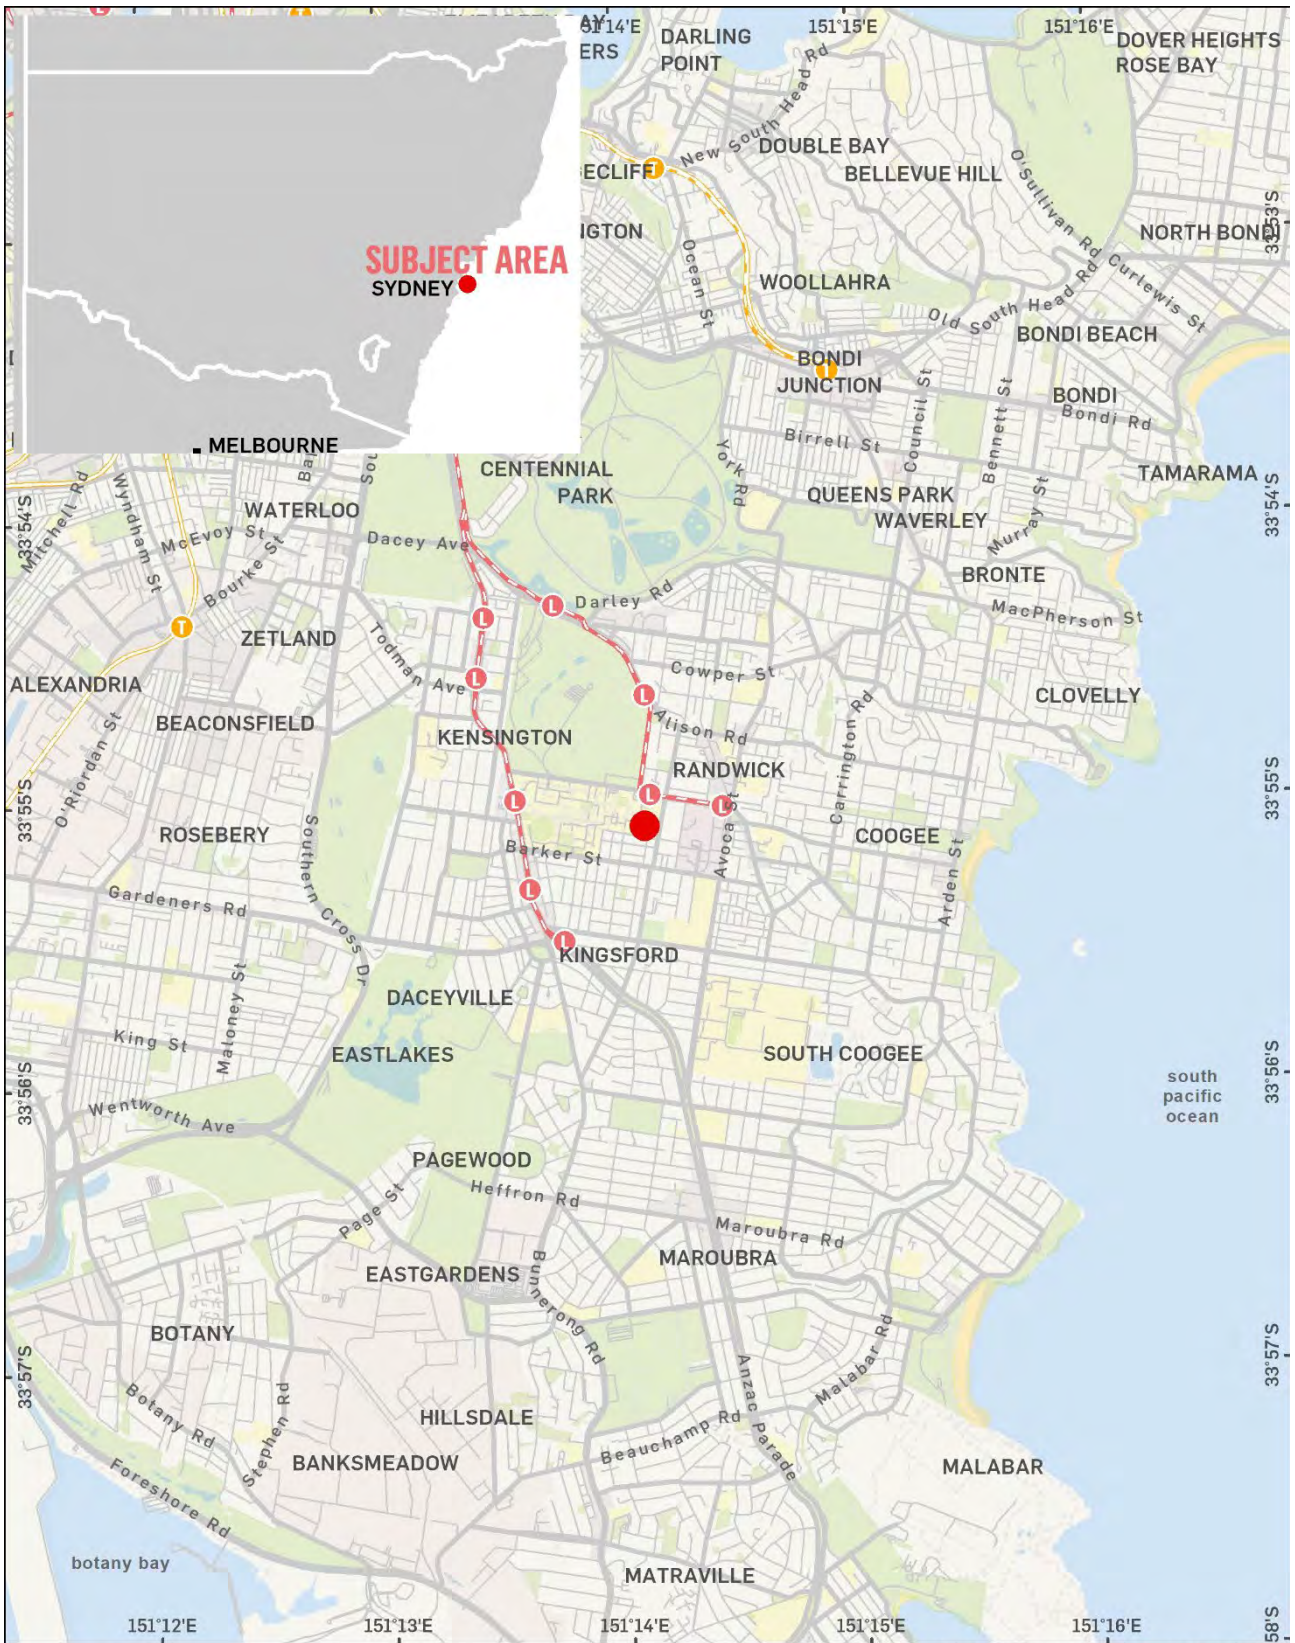 151°14'E
151°15'E
151°16'E
DARLING
POINT
DOVER HEIGHTS
ROSE BAY
New South Head Rd
DOUBLE BAY
BELLEVUE HILL
O'Sullivan Rd
33°53'S
NORTH BONDI
Ocean St
SUBJECT AREA
SYDNEY
WOOLLAHRA
Curlewis St
Old South Head Rd
BONDI BEACH
BONDI
JUNCTION
Council St
Bennett St
BONDI
Bondi Rd
Birrell St
MELBOURNE
CENTENNIAL
PARK
York Rd
TAMARAMA
QUEENS PARK
WAVERLEY
Murray St
Mitchell Rd
Wyndham St
WATERLOO
33°54'S
33°54'S
McEvoy St
Bourke St
Dacey Ave
BRONTE
MacPherson St
Darley Rd
L
L
T
T
T
ZETLAND
Todman Ave
Cowper St
ALEXANDRIA
L
L
CLOVELLY
BEACONSFIELD
O'Riordan St
KENSINGTON
Alison Rd
Carrington Rd
RANDWICK
33°55'S
33°55'S
L
L
L
Avoca St
ROSEBERY
Southern Cross Dr
Barker St
COOGEE
Arden St
Gardeners Rd
L
L
KINGSFORD
DACEYVILLE
Maloney St
King St
EASTLAKES
SOUTH COOGEE
south
pacific
ocean
33°56'S
33°56'S
Wentworth Ave
PAGEWOOD
Heffron Rd
Page St
Maroubra Rd
MAROUBRA
EASTGARDENS
Bunnerong Rd
BOTANY
Malabar Rd
33°57'S
33°57'S
Anzac Parade
Botany Rd
Stephen Rd
HILLSDALE
Beauchamp Rd
BANKSMEADOW
MALABAR
Foreshore Rd
botany bay
MATRAVILLE
151°12'E
151°13'E
151°14'E
151°15'E
151°16'E